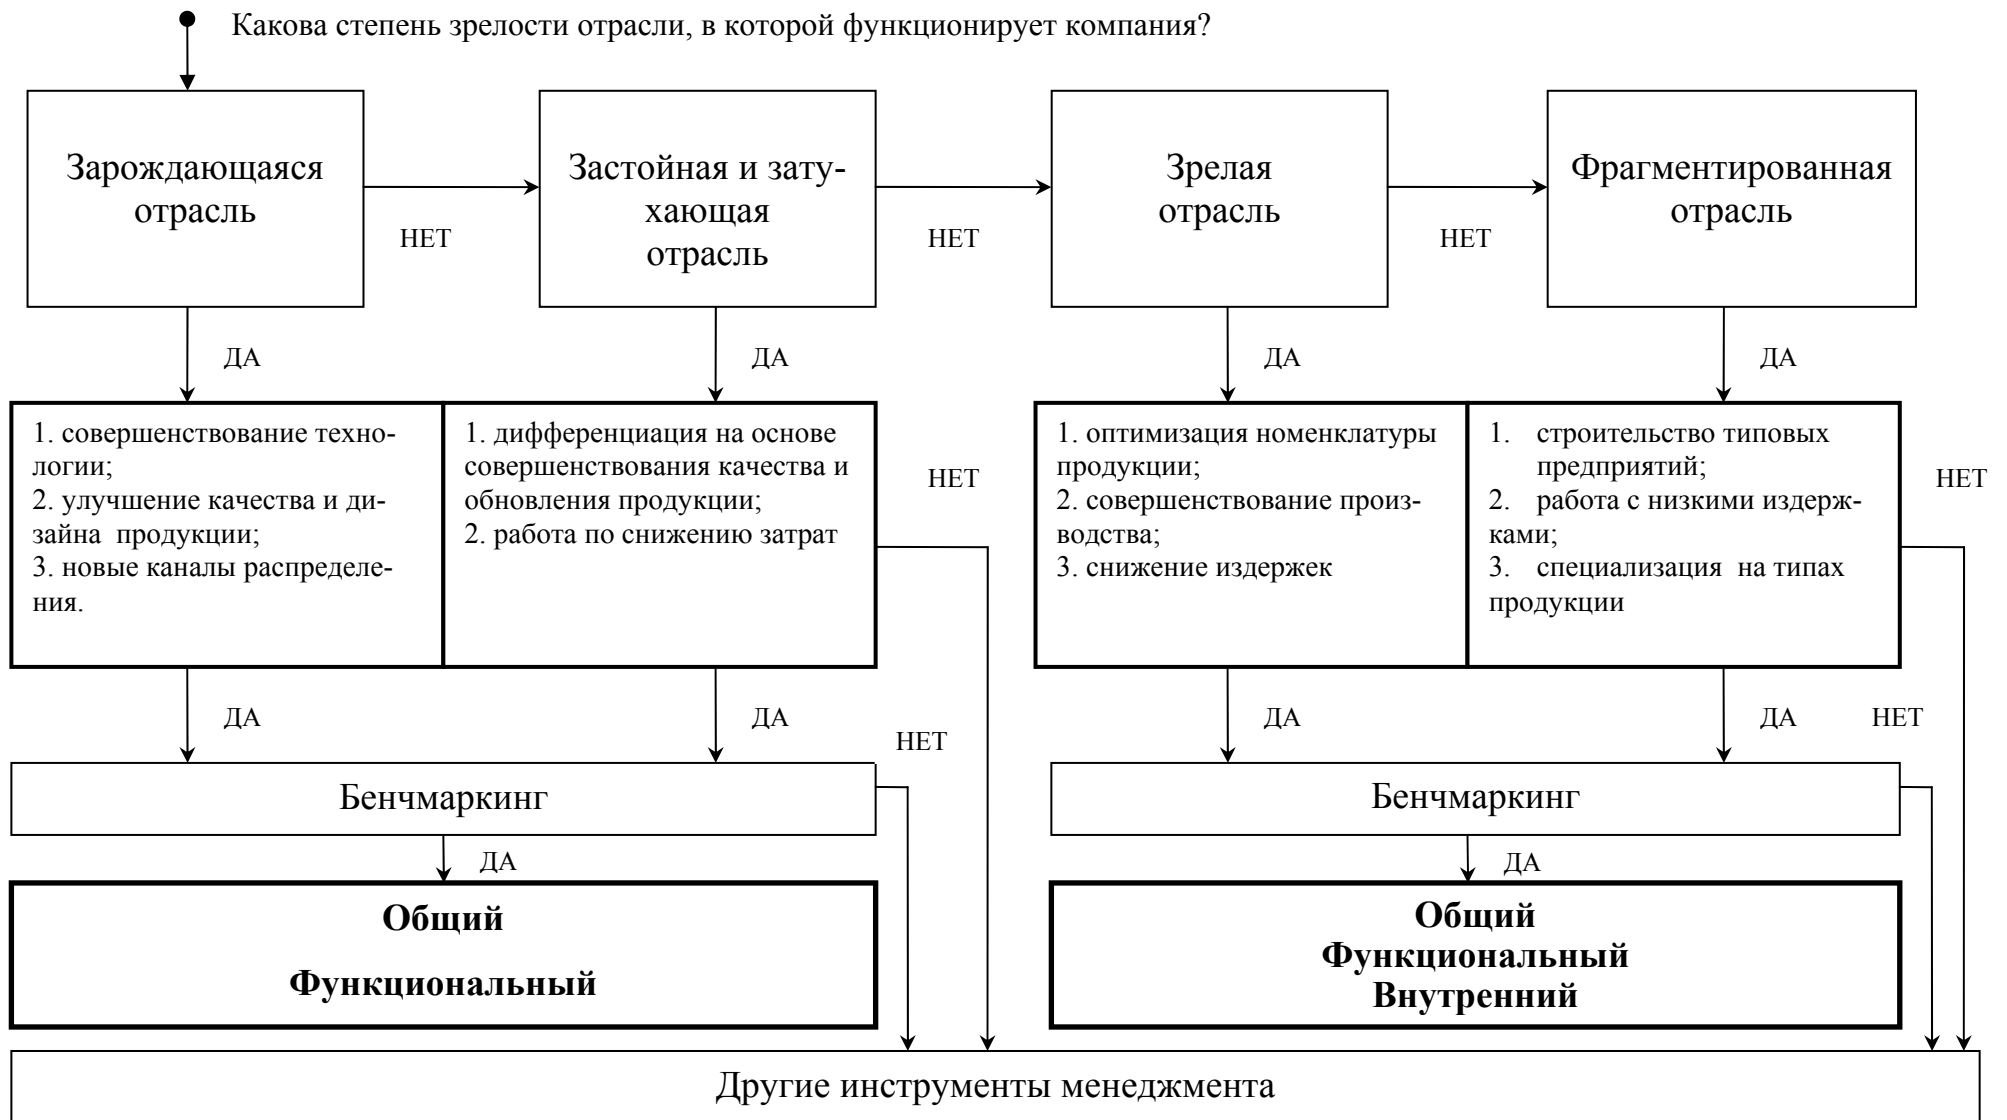 Какова степень зрелости отрасли, в которой функционирует компания?
Зарождающаяся
отрасль
НЕТ
Застойная и зату-
хающая
отрасль
НЕТ
Зрелая
отрасль
НЕТ
Фрагментированная
отрасль
ДА
ДА
ДА
ДА
1. совершенствование техно-
логии;
2. улучшение качества и ди-
зайна продукции;
3. новые каналы распределе-
ния.
1. дифференциация на основе
совершенствования качества и
обновления продукции;
2. работа по снижению затрат
НЕТ
1. оптимизация номенклатуры
продукции;
2. совершенствование произ-
водства;
3. снижение издержек
1. строительство типовых
предприятий;
2. работа с низкими издерж-
ками;
3. специализация на типах
продукции
НЕТ
ДА
ДА
НЕТ
ДА
ДА
НЕТ
Бенчмаркинг
Бенчмаркинг
ДА
ДА
Общий
Функциональный
Общий
Функциональный
Внутренний
Другие инструменты менеджмента